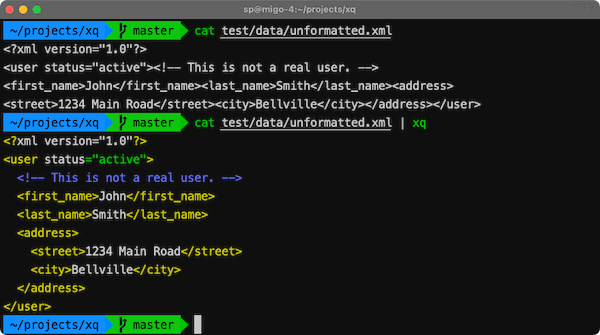 sp@migo-4:~/projects/xq
~/projects/xq master cat test/data/unformatted.xml
<?xml version="1.0"?>
<user status="active"><!-- This is not a real user. -->
<first_name>John</first_name><last_name>Smith</last_name><address>
<street>1234 Main Road</street><city>Bellville</city></address></user>
~/projects/xq master cat test/data/unformatted.xml | xq
<?xml version="1.0"?>
<user status="active">
  <!-- This is not a real user. -->
  <first_name>John</first_name>
  <last_name>Smith</last_name>
  <address>
    <street>1234 Main Road</street>
    <city>Bellville</city>
  </address>
</user>
~/projects/xq master